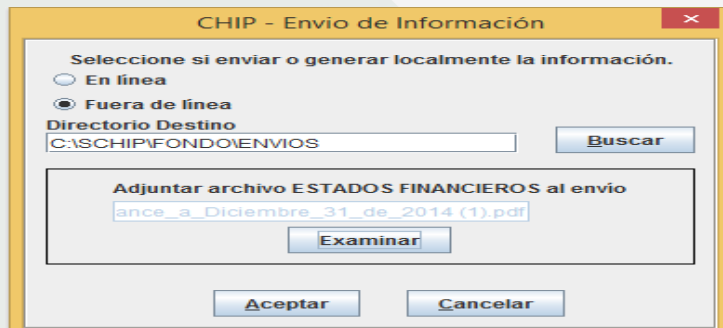 CHIP - Envio de Información
Seleccione si enviar o generar localmente la información.
En línea
Fuera de línea
Directorio Destino
C:\SCHIP\FONDO\ENVIOS
Buscar
Adjuntar archivo ESTADOS FINANCIEROS al envío
ance_a_Diciembre_31_de_2014 (1).pdf
Examinar
Aceptar Cancelar